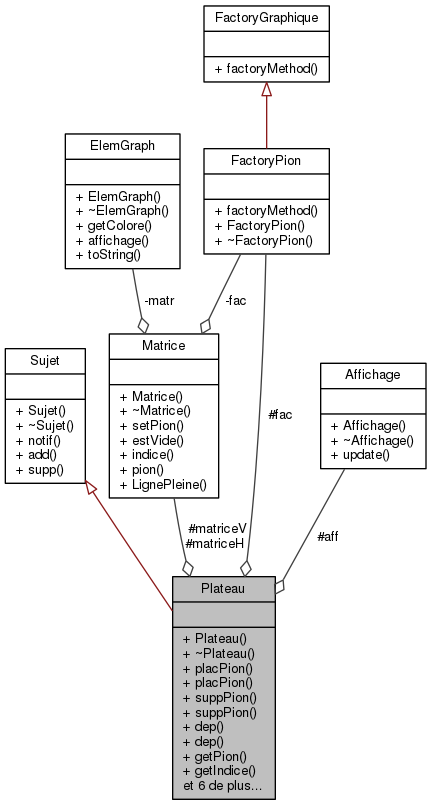 FactoryGraphique
+ factoryMethod()
ElemGraph
+ ElemGraph()
+ ~ElemGraph()
+ getColore()
+ affichage()
+ toString()
FactoryPion
+ factoryMethod()
+ FactoryPion()
+ ~FactoryPion()
-matr
-fac
Sujet
+ Sujet()
+ ~Sujet()
+ notif()
+ add()
+ supp()
Matrice
+ Matrice()
+ ~Matrice()
+ setPion()
+ estVide()
+ indice()
+ pion()
+ LignePleine()
#fac
Affichage
+ Affichage()
+ ~Affichage()
+ update()
#matriceV
#matriceH
#aff
Plateau
+ Plateau()
+ ~Plateau()
+ placPion()
+ placPion()
+ suppPion()
+ suppPion()
+ dep()
+ dep()
+ getPion()
+ getIndice()
et 6 de plus...